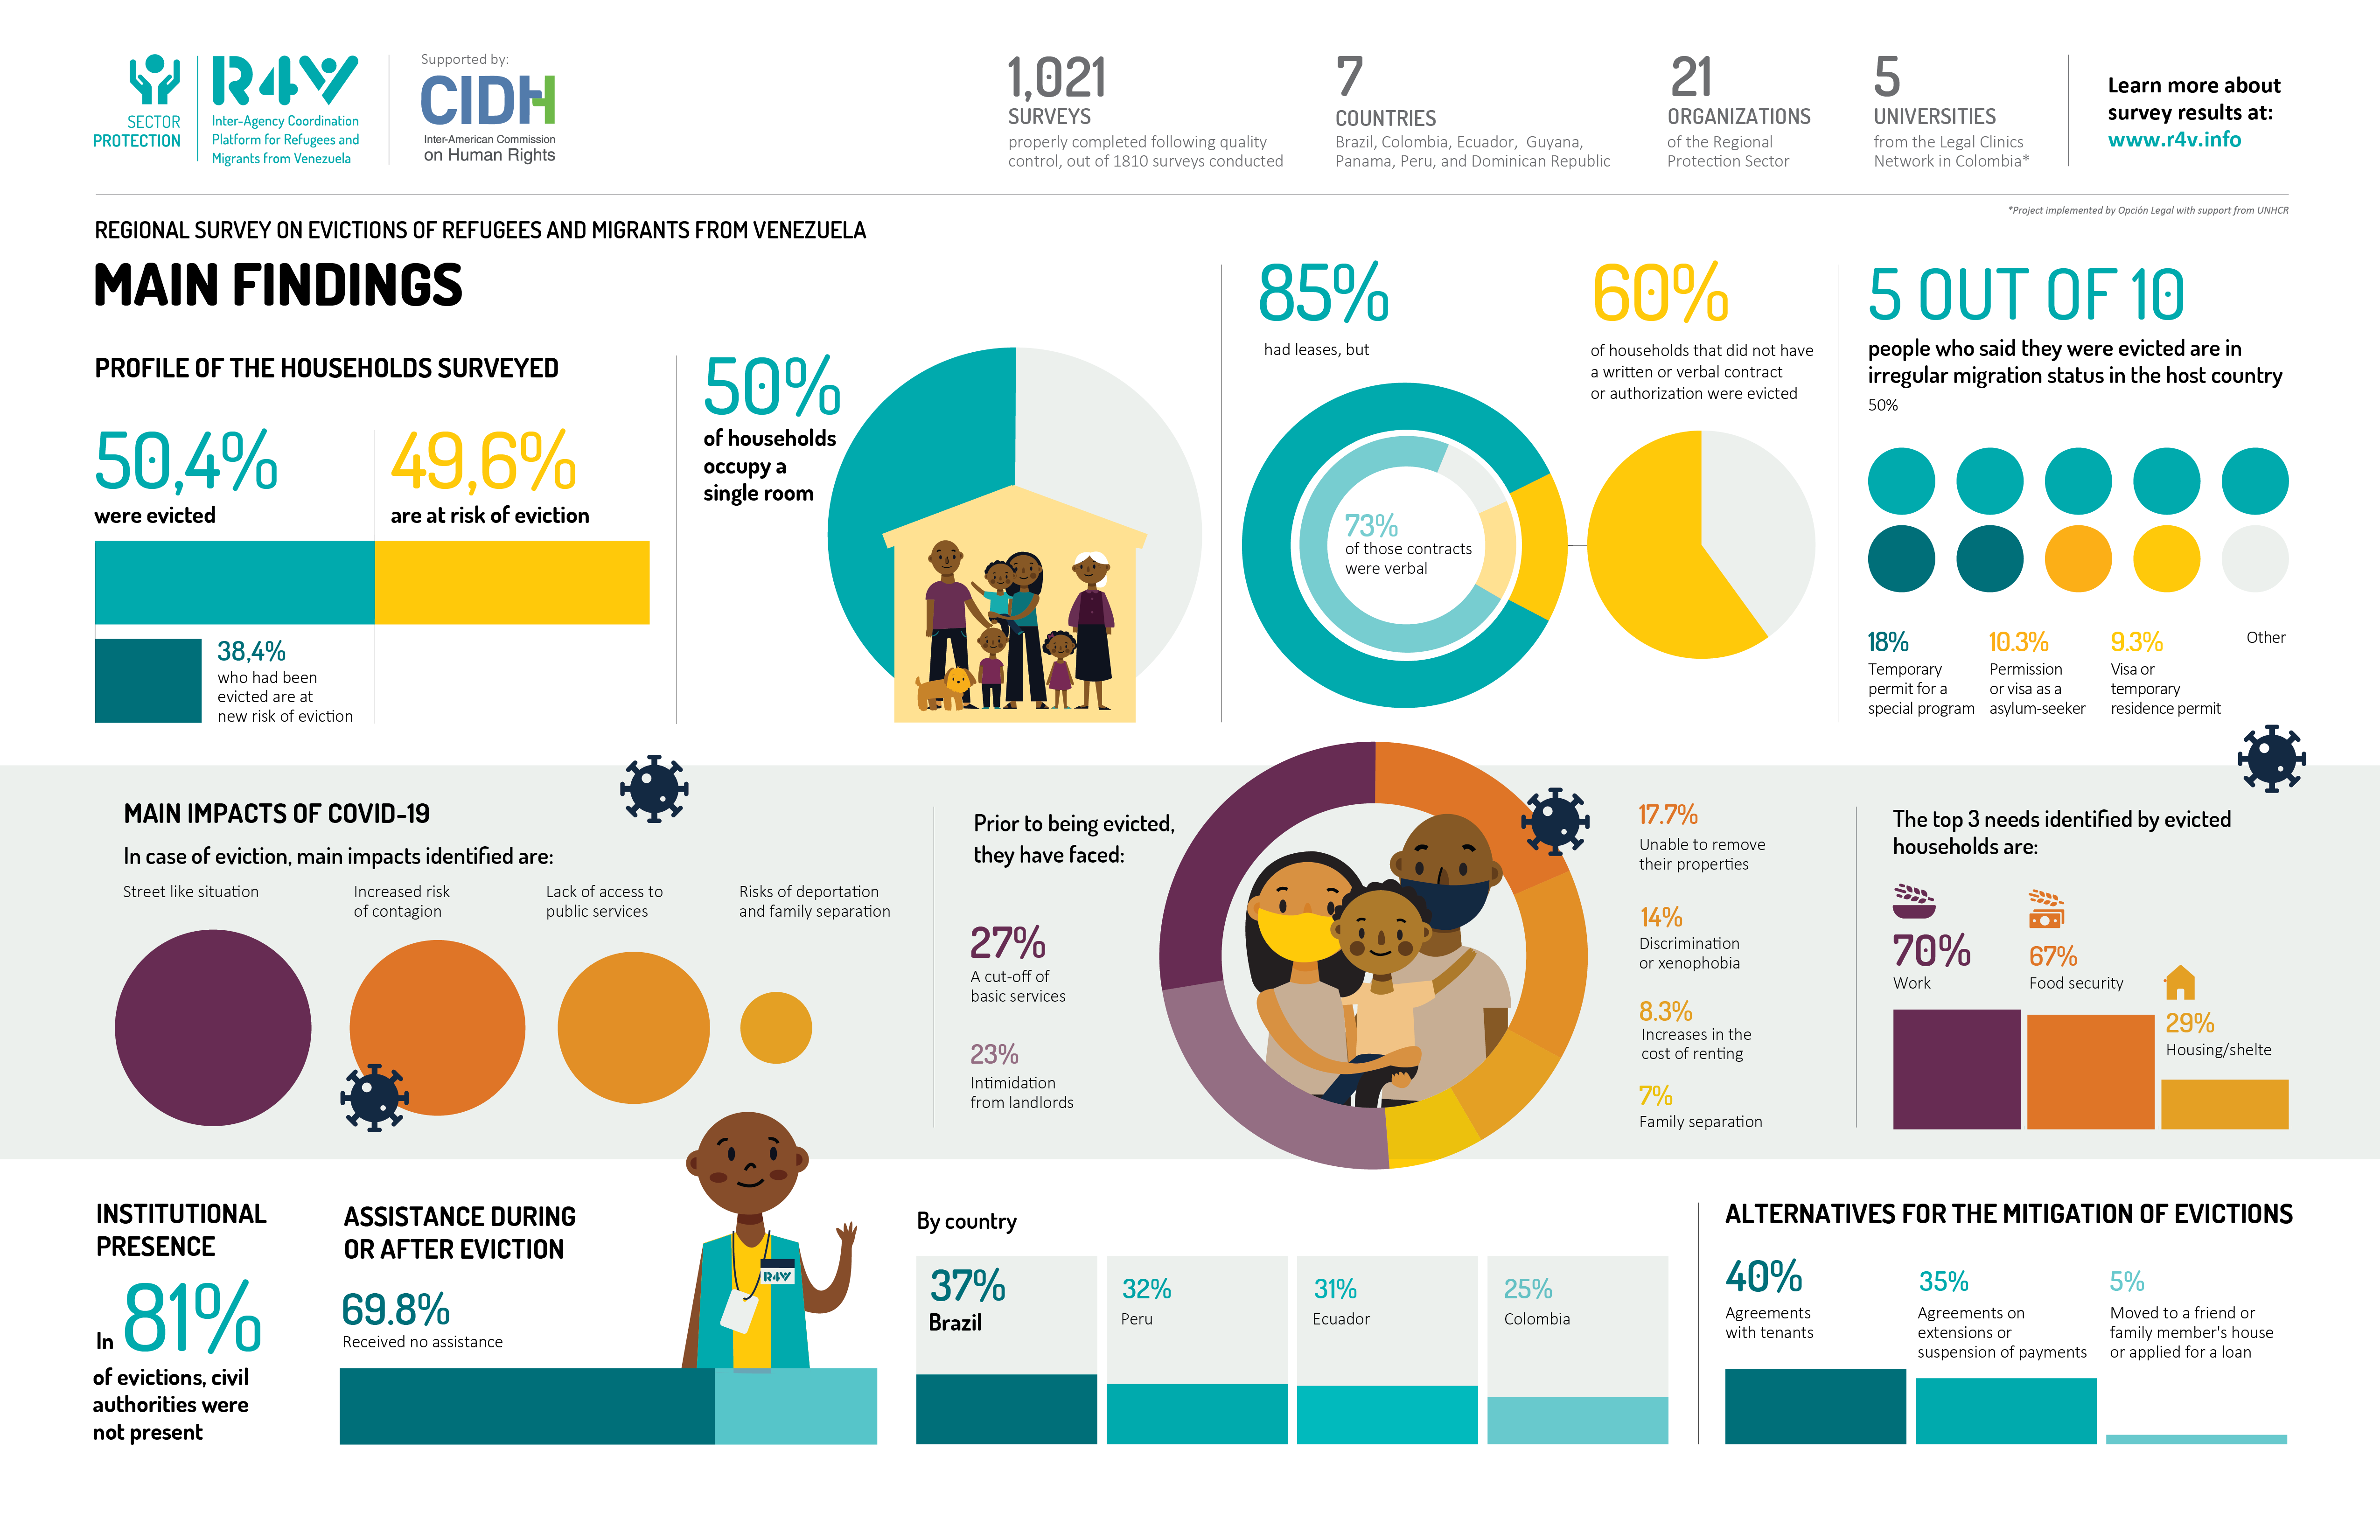 SECTOR
PROTECTION
R4V
Inter-Agency Coordination
Platform for Refugees and
Migrants from Venezuela
Supported by:
CIDH
Inter-American Commission
on Human Rights
1,021
SURVEYS
properly completed following quality
control, out of 1810 surveys conducted
7
COUNTRIES
Brazil, Colombia, Ecuador, Guyana,
Panama, Peru, and Dominican Republic
21
ORGANIZATIONS
of the Regional
Protection Sector
5
UNIVERSITIES
from the Legal Clinics
Network in Colombia*
Learn more about
survey results at:
www.r4v.info
*Project implemented by Opción Legal with support from UNHCR
REGIONAL SURVEY ON EVICTIONS OF REFUGEES AND MIGRANTS FROM VENEZUELA
MAIN FINDINGS
PROFILE OF THE HOUSEHOLDS SURVEYED
50,4%
were evicted
49,6%
are at risk of eviction
38,4%
who had been
evicted are at
new risk of eviction
50%
of households
occupy a
single room
85%
had leases, but
73%
of those contracts
were verbal
60%
of households that did not have
a written or verbal contract
or authorization were evicted
5 OUT OF 10
people who said they were evicted are in
irregular migration status in the host country
50%
18%
Temporary
permit for a
special program
10.3%
Permission
or visa as a
asylum-seeker
9.3%
Visa or
temporary
residence permit
Other
MAIN IMPACTS OF COVID-19
In case of eviction, main impacts identified are:
Street like situation
Increased risk
of contagion
Lack of access to
public services
Risks of deportation
and family separation
Prior to being evicted,
they have faced:
27%
A cut-off of
basic services
23%
Intimidation
from landlords
17.7%
Unable to remove
their properties
14%
Discrimination
or xenophobia
8.3%
Increases in the
cost of renting
7%
Family separation
The top 3 needs identified by evicted
households are:
70%
Work
67%
Food security
29%
Housing/shelte
INSTITUTIONAL
PRESENCE
In 81%
of evictions, civil
authorities were
not present
ASSISTANCE DURING
OR AFTER EVICTION
69.8%
Received no assistance
R4V
By country
37%
Brazil
32%
Peru
31%
Ecuador
25%
Colombia
ALTERNATIVES FOR THE MITIGATION OF EVICTIONS
40%
Agreements
with tenants
35%
Agreements on
extensions or
suspension of payments
5%
Moved to a friend or
family member's house
or applied for a loan